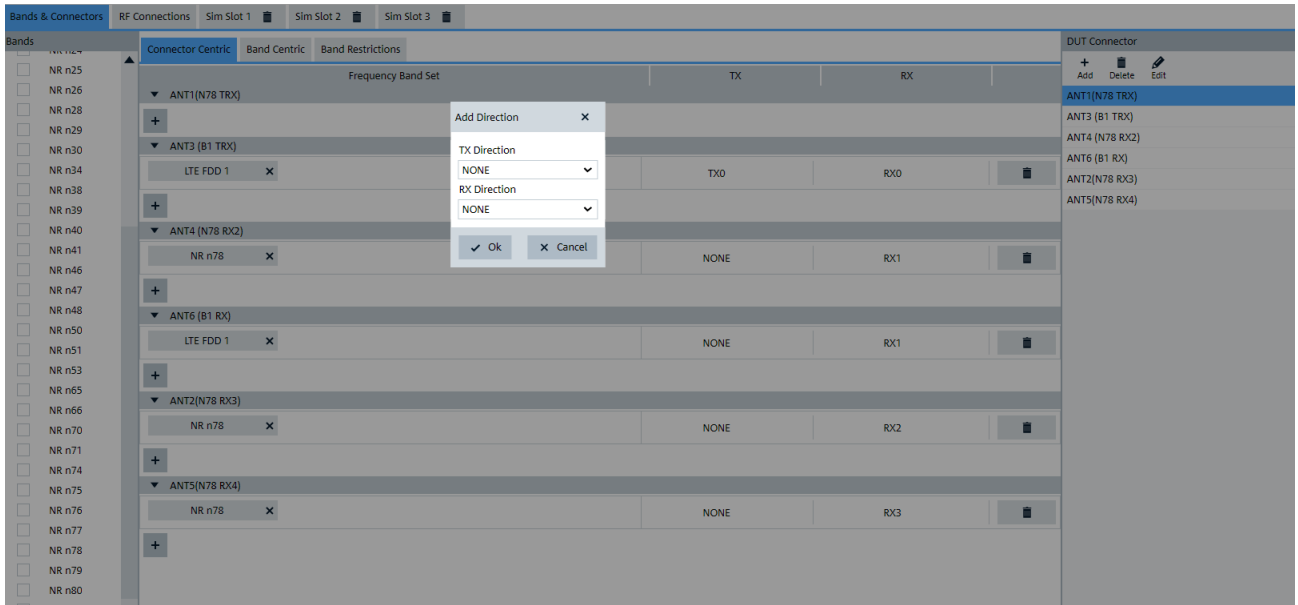 Bands & Connectors RF Connections Sim Slot 1 Sim Slot 2 Sim Slot 3
Bands
NR n24
NR n25
NR n26
NR n28
NR n29
NR n30
NR n34
NR n38
NR n39
NR n40
NR n41
NR n46
NR n47
NR n48
NR n50
NR n51
NR n53
NR n65
NR n66
NR n70
NR n71
NR n74
NR n75
NR n76
NR n77
NR n78
NR n79
NR n80
Connector Centric Band Centric Band Restrictions
Frequency Band Set TX RX
ANT1(N78 TRX)
+
ANT3 (B1 TRX)
LTE FDD 1 TX0 RX0
+
ANT4 (N78 RX2)
NR n78 NONE RX1
+
ANT6 (B1 RX)
LTE FDD 1 NONE RX1
+
ANT2(N78 RX3)
NR n78 NONE RX2
+
ANT5(N78 RX4)
NR n78 NONE RX3
+
Add Direction
TX Direction
NONE
RX Direction
NONE
Ok Cancel
DUT Connector
Add Delete Edit
ANT1(N78 TRX)
ANT3 (B1 TRX)
ANT4 (N78 RX2)
ANT6 (B1 RX)
ANT2(N78 RX3)
ANT5(N78 RX4)